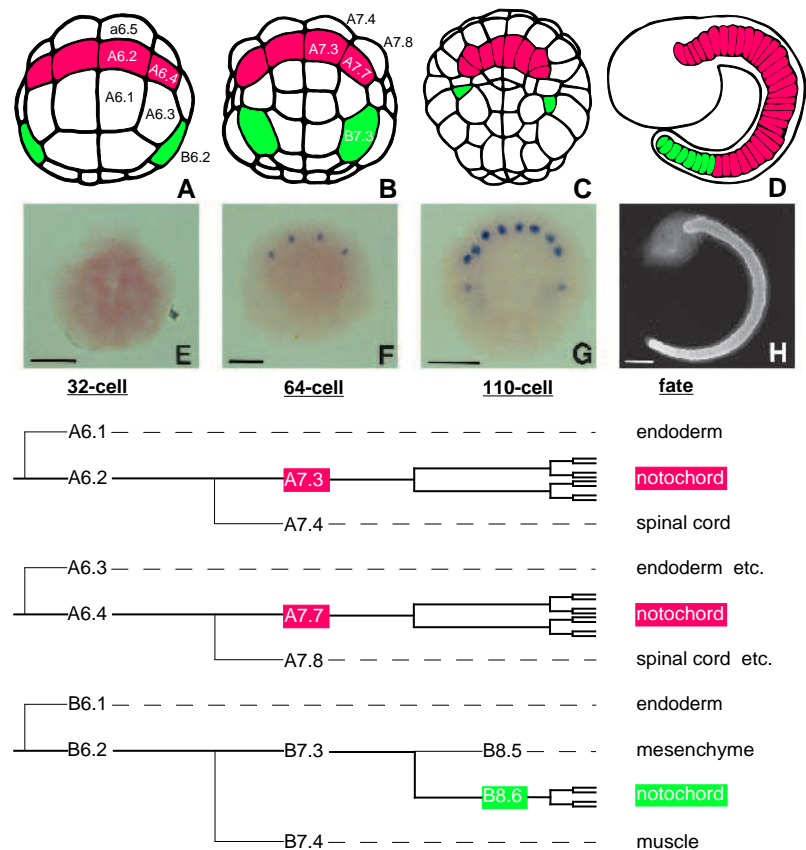 a6.5
A6.2
A6.4
A6.1
A6.3
B6.2
A
A7.4
A7.8
A7.3
A7.7
B7.3
B
C
D
E
F
G
H
32-cell 64-cell 110-cell fate
A6.1 endoderm
A6.2 A7.3 notochord
A7.4 spinal cord
A6.3 endoderm etc.
A6.4 A7.7 notochord
A7.8 spinal cord etc.
B6.1 endoderm
B6.2 B7.3 B8.5 mesenchyme
B8.6 notochord
B7.4 muscle